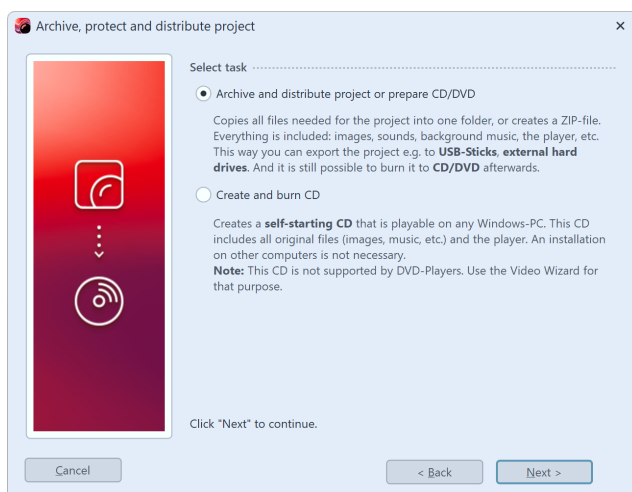 Archive, protect and distribute project
Select task
Archive and distribute project or prepare CD/DVD
Copies all files needed for the project into one folder, or creates a ZIP-file.
Everything is included: images, sounds, background music, the player, etc.
This way you can export the project e.g. to USB-Sticks, external hard
drives. And it is still possible to burn it to CD/DVD afterwards.
Create and burn CD
Creates a self-starting CD that is playable on any Windows-PC. This CD
includes all original files (images, music, etc.) and the player. An installation
on other computers is not necessary.
Note: This CD is not supported by DVD-Players. Use the Video Wizard for
that purpose.
Click "Next" to continue.
Cancel
< Back
Next >